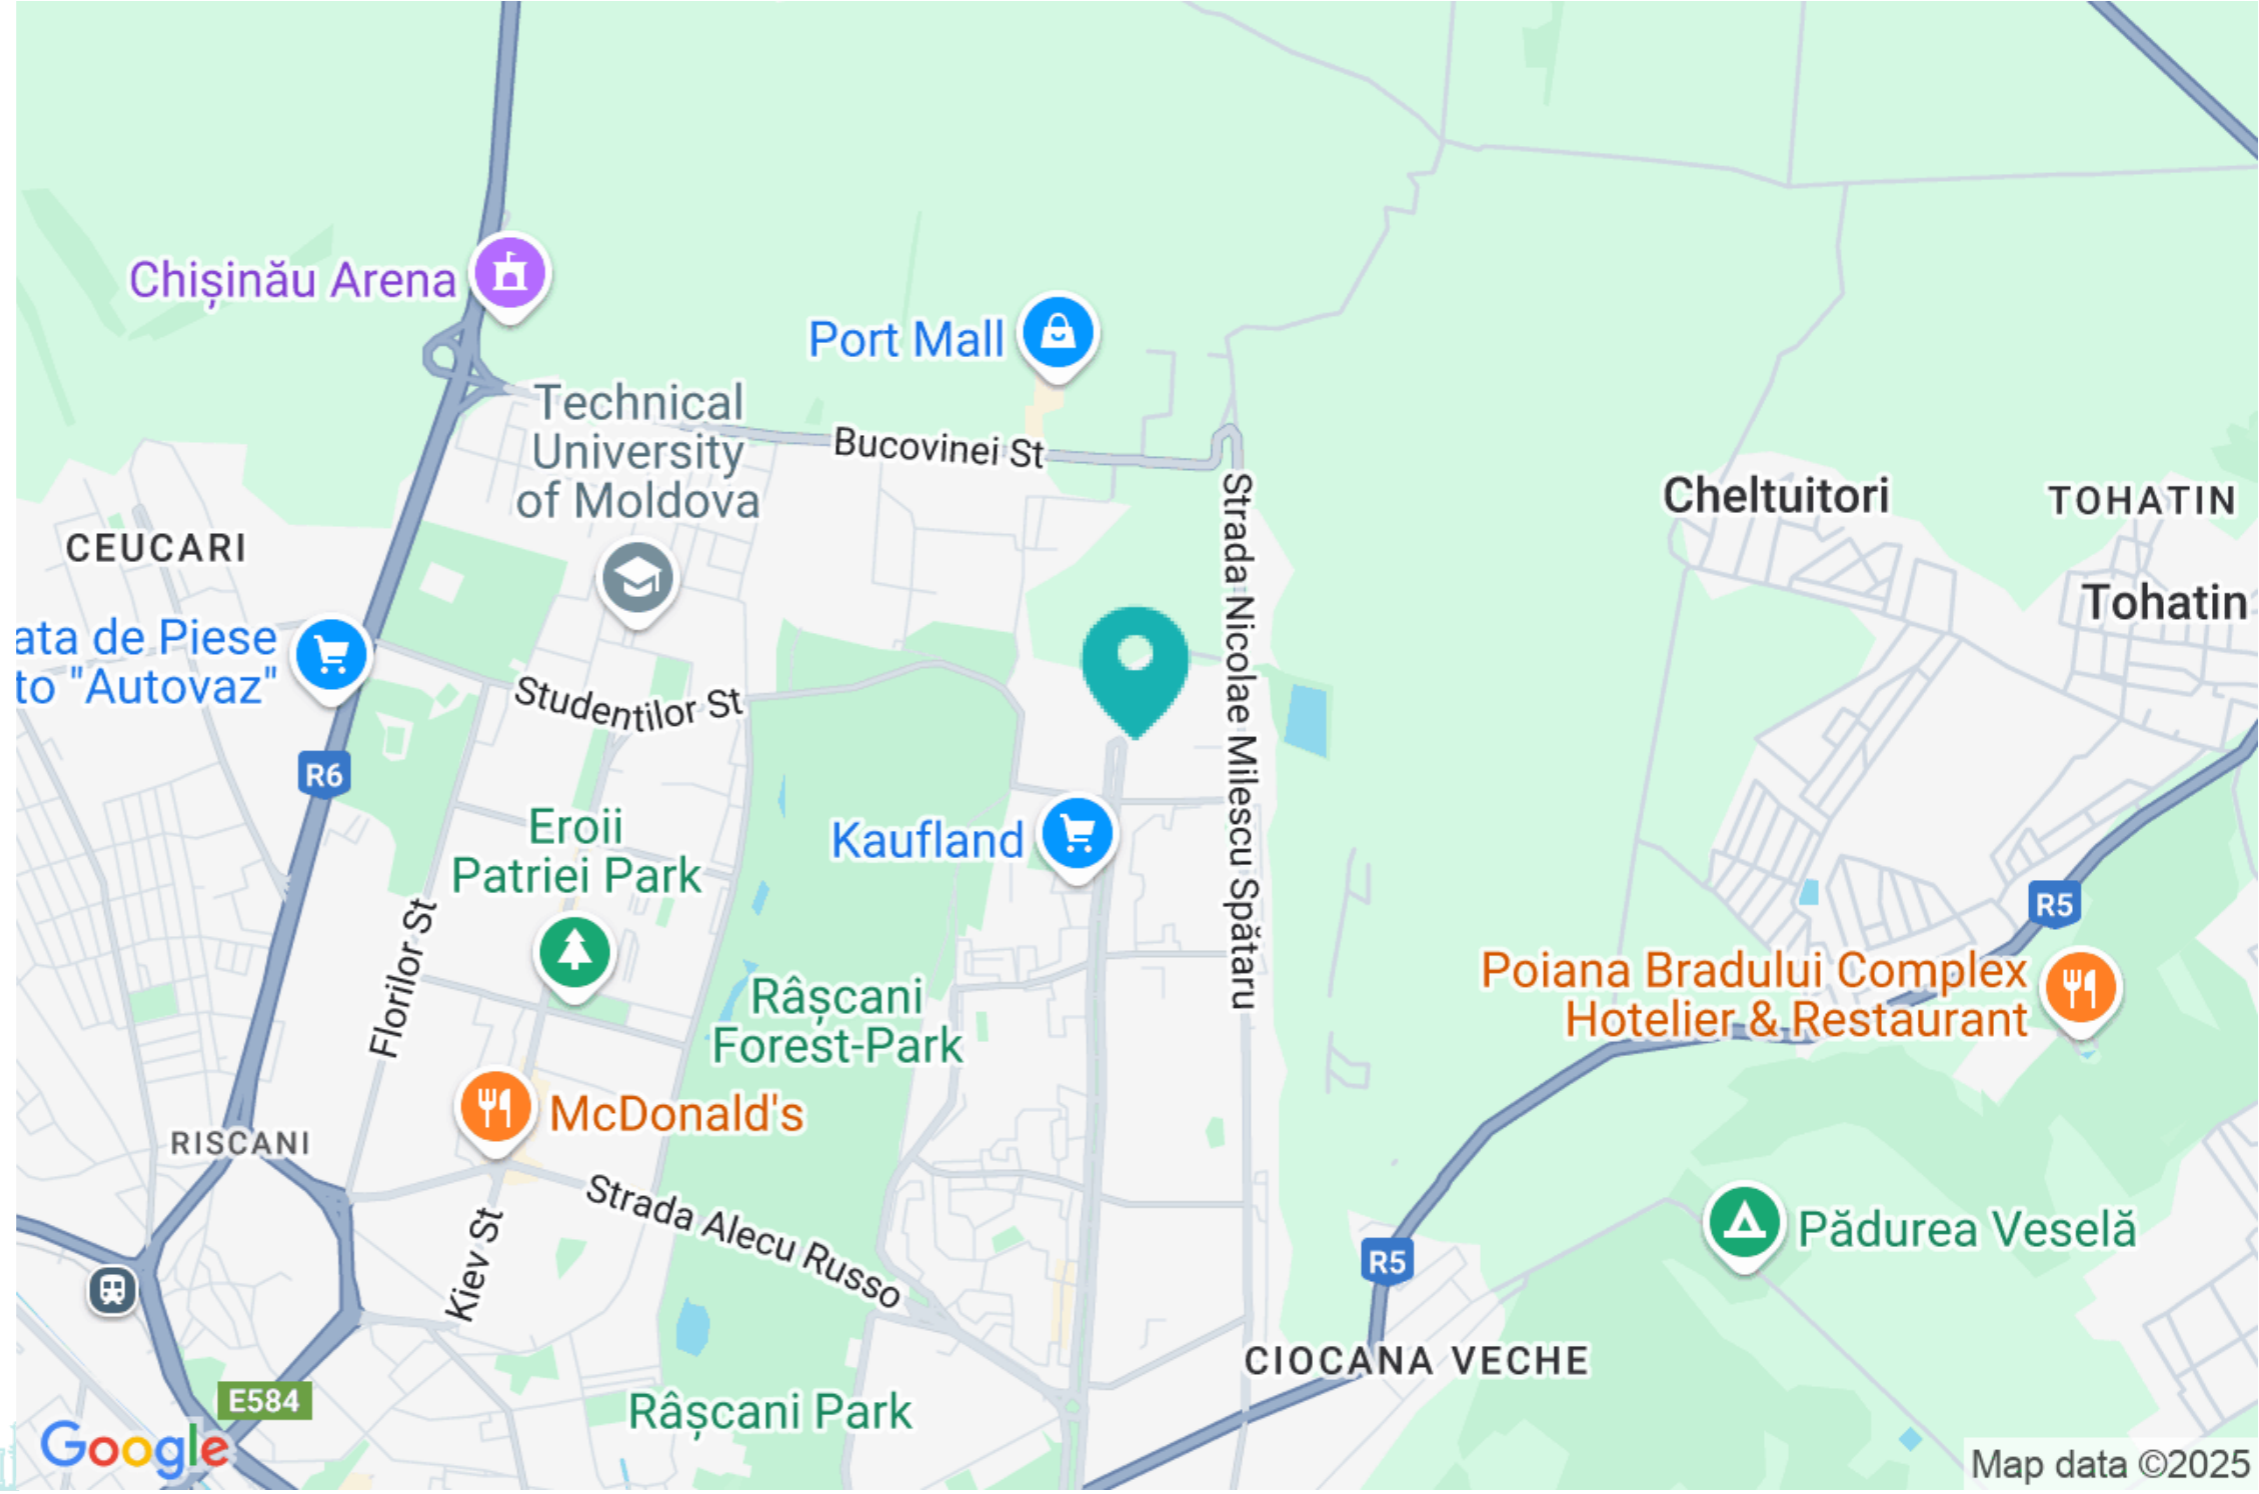 Chișinău Arena
Port Mall
Technical
University
of Moldova
Bucovinei St
Cheltuitori
TOHATIN
CEUCARI
Strada Nicolae Milescu Spătaru
Tohatin
ata de Piese
to "Autovaz"
Studentilor St
R6
Eroii
Patriei Park
Kaufland
R5
Florilor St
Râșcani
Forest-Park
Poiana Bradului Complex
Hotelier & Restaurant
McDonald's
RISCANI
Strada Alecu Russo
Pădurea Veselă
Kiev St
R5
CIOCANA VECHE
E584
Râșcani Park
Google
Map data ©2025